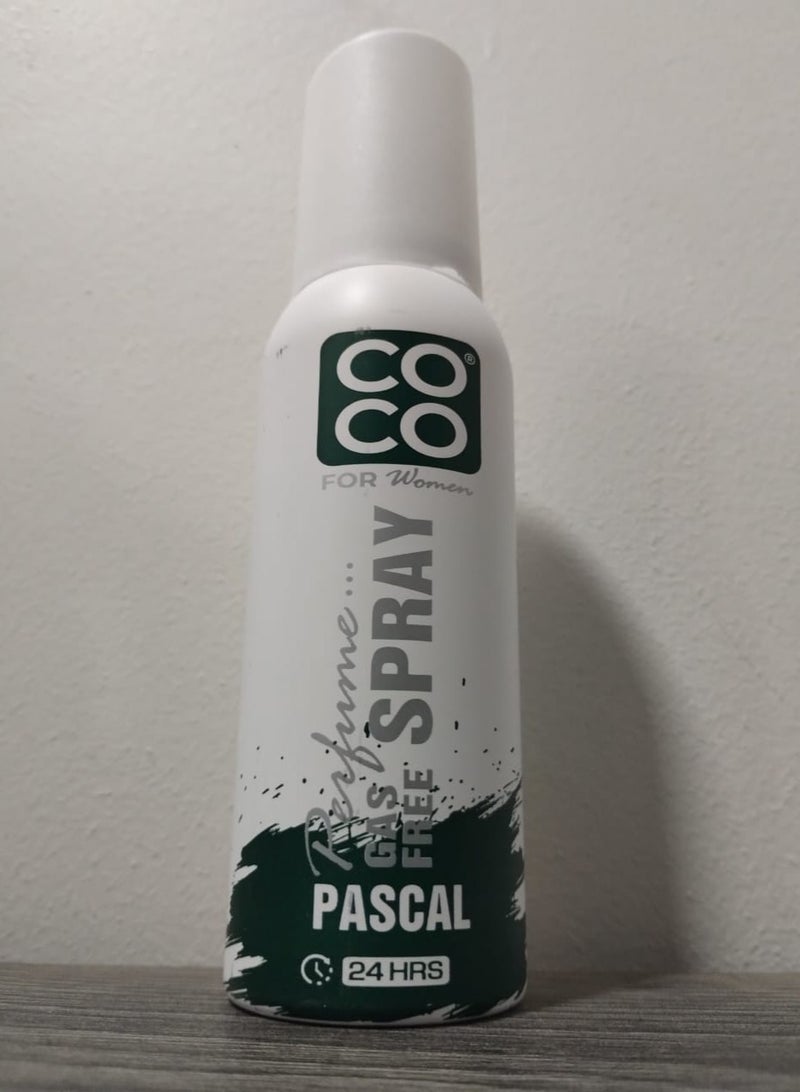 CO
CO®
FOR Women
Perfume...
GAS
FREE
SPRAY
PASCAL
24 HRS